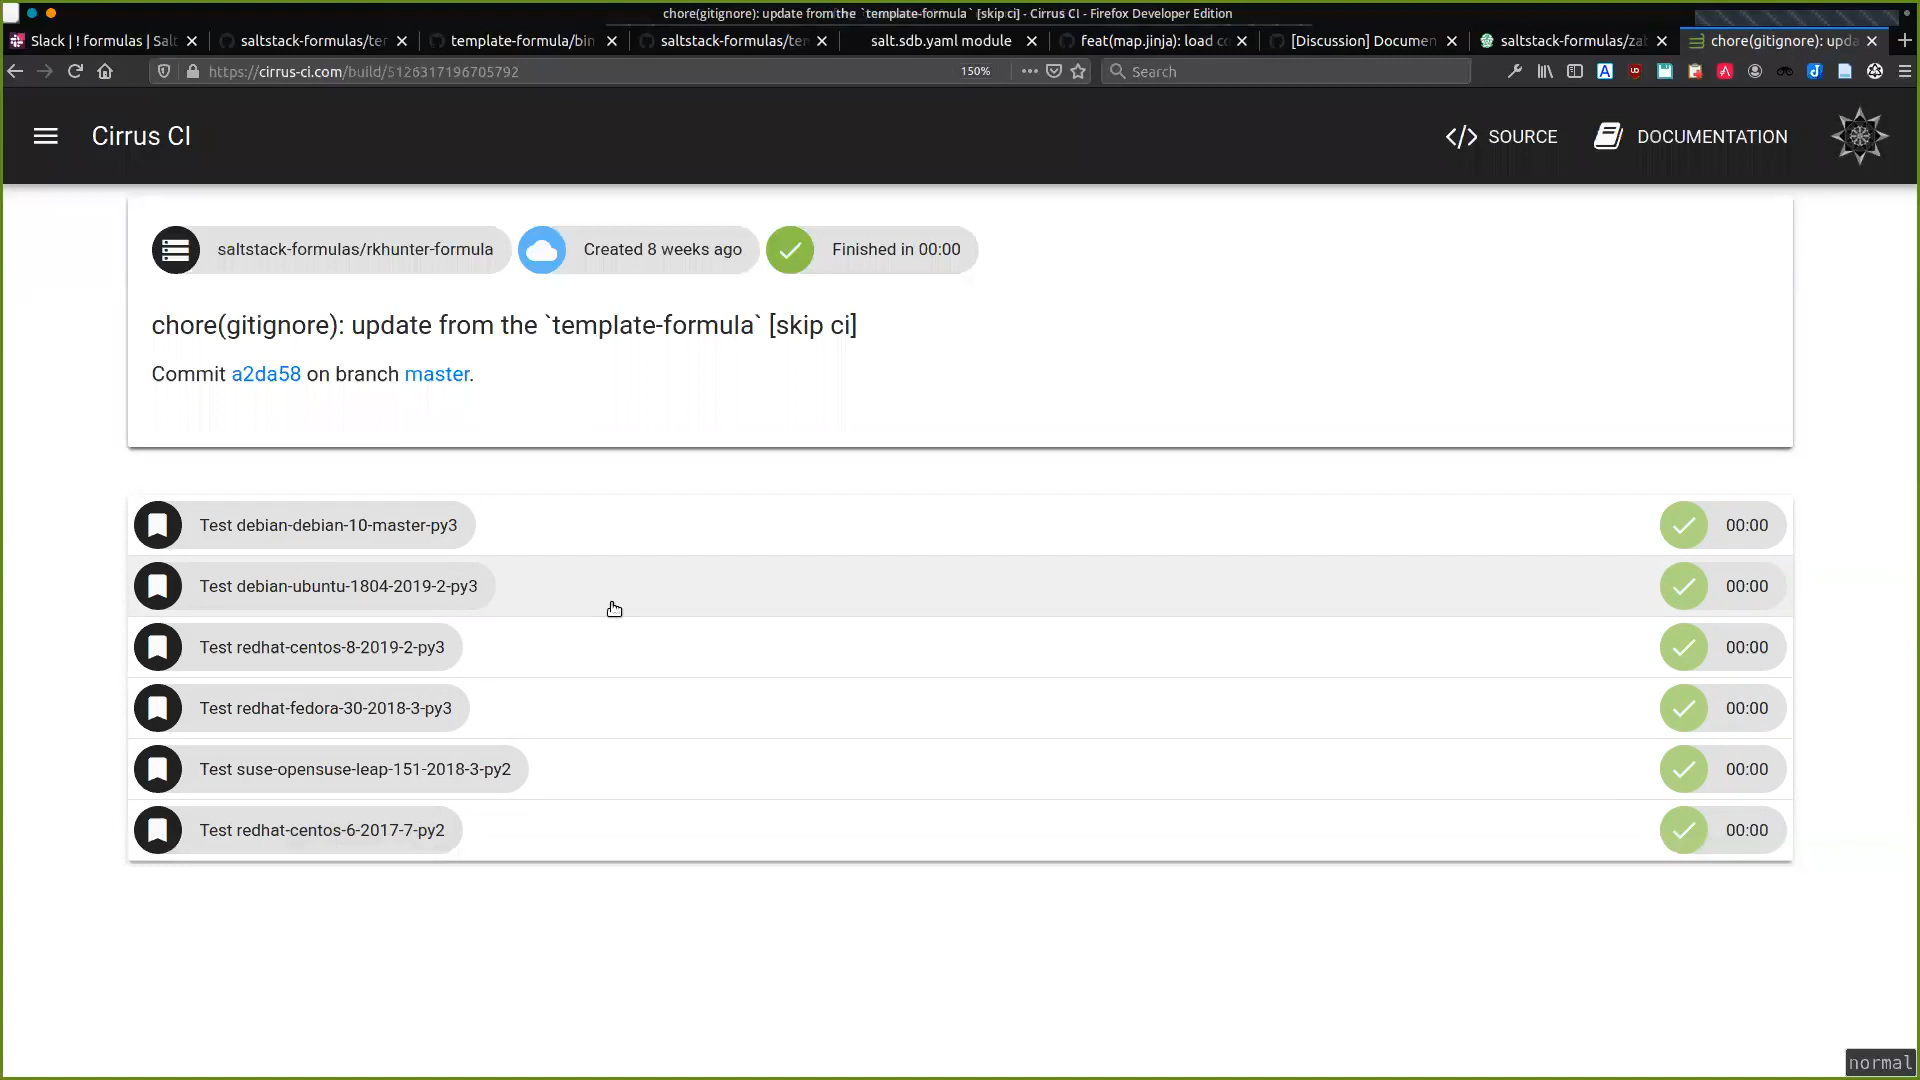 chore(gitignore): update from the `template-formula` [skip ci] - Cirrus CI - Firefox Developer Edition
Slack | ! formulas | Salt
saltstack-formulas/ter
template-formula/bin
saltstack-formulas/tem
salt.sdb.yaml module
feat(map.jinja): load co
[Discussion] Documen
saltstack-formulas/zab
chore(gitignore): upda
https://cirrus-ci.com/build/5126317196705792
150%
Search
Cirrus CI
SOURCE
DOCUMENTATION
saltstack-formulas/rkhunter-formula
Created 8 weeks ago
Finished in 00:00
chore(gitignore): update from the `template-formula` [skip ci]
Commit a2da58 on branch master.
Test debian-debian-10-master-py3
00:00
Test debian-ubuntu-1804-2019-2-py3
00:00
Test redhat-centos-8-2019-2-py3
00:00
Test redhat-fedora-30-2018-3-py3
00:00
Test suse-opensuse-leap-151-2018-3-py2
00:00
Test redhat-centos-6-2017-7-py2
00:00
normal